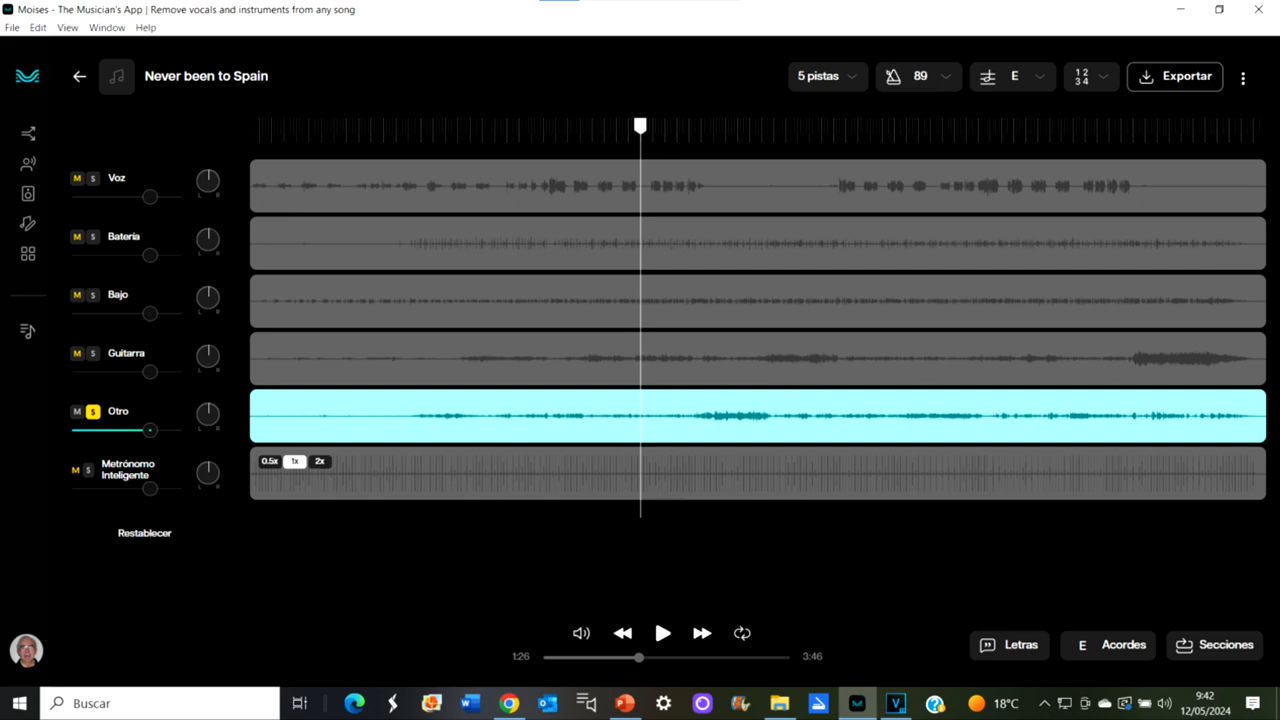 Moises - The Musician's App | Remove vocals and instruments from any song
File Edit View Window Help
Never been to Spain
5 pistas 89 E 1 2 3 4 Exportar
M S Voz
L R
M S Batería
L R
M S Bajo
L R
M S Guitarra
L R
M S Otro
L R
M S Metrónomo Inteligente
L R
0.5x 1x 2x
Restablecer
1:26 3:46
Letras E Acordes Secciones
Buscar
18°C
9:42
12/05/2024